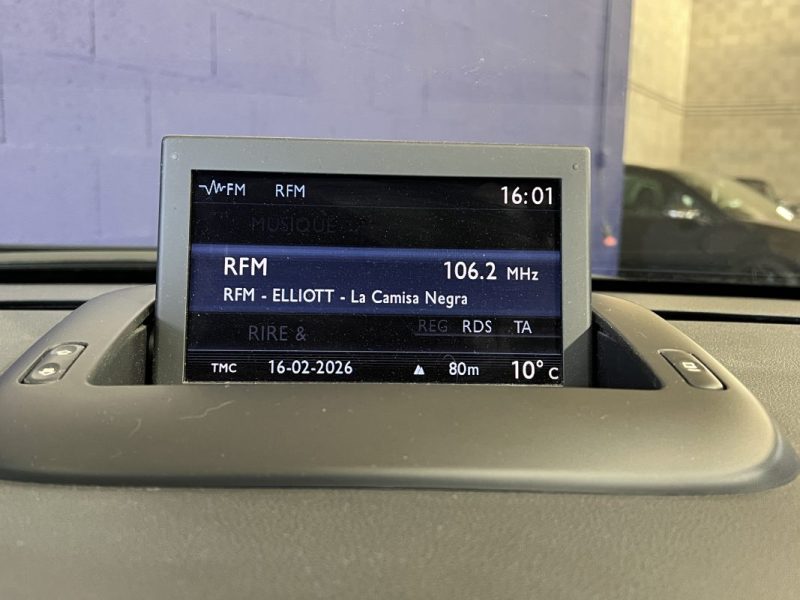 FM RFM 16:01
MUSIQUE
RFM 106.2 MHz
RFM - ELLIOTT - La Camisa Negra
RIRE & REG RDS TA
TMC 16-02-2026 80m 10° C